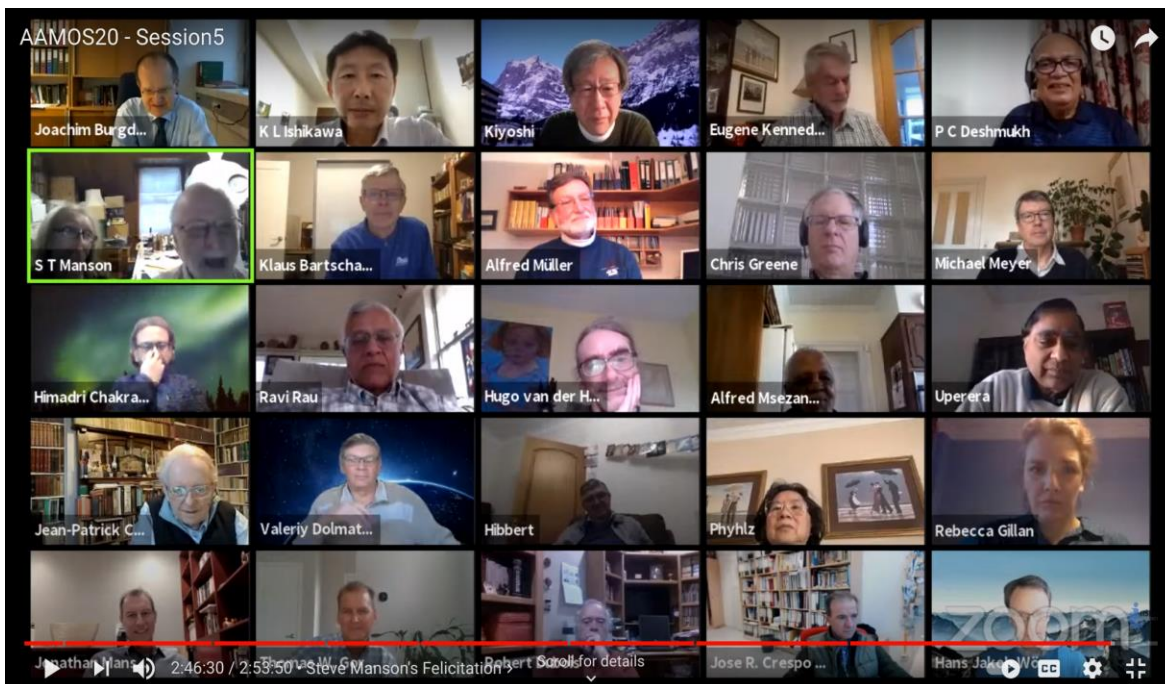 AAMOS20 - Session5
Joachim Burgd...
K L Ishikawa
Kiyoshi
Eugene Kenned...
P C Deshmukh
S T Manson
Klaus Bartscha...
Alfred Müller
Chris Greene
Michael Meyer
Himadri Chakra...
Ravi Rau
Hugo van der H...
Alfred Msezan...
Uperera
Jean-Patrick C...
Valeriy Dolmat...
Hibbert
Phyhlz
Rebecca Gillan
zoom
Scroll for details
2:46:30 / 2:53:50 • Steve Manson's Felicitation >
Jose R. Crespo ...
CC